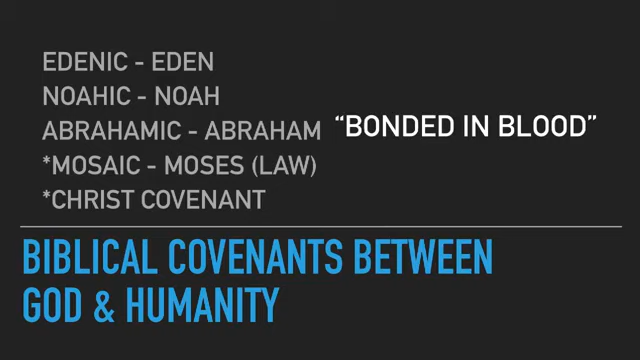 EDENIC - EDEN
NOAHIC - NOAH
ABRAHAMIC - ABRAHAM
*MOSAIC - MOSES (LAW)
*CHRIST COVENANT
“BONDED IN BLOOD”
BIBLICAL COVENANTS BETWEEN
GOD & HUMANITY